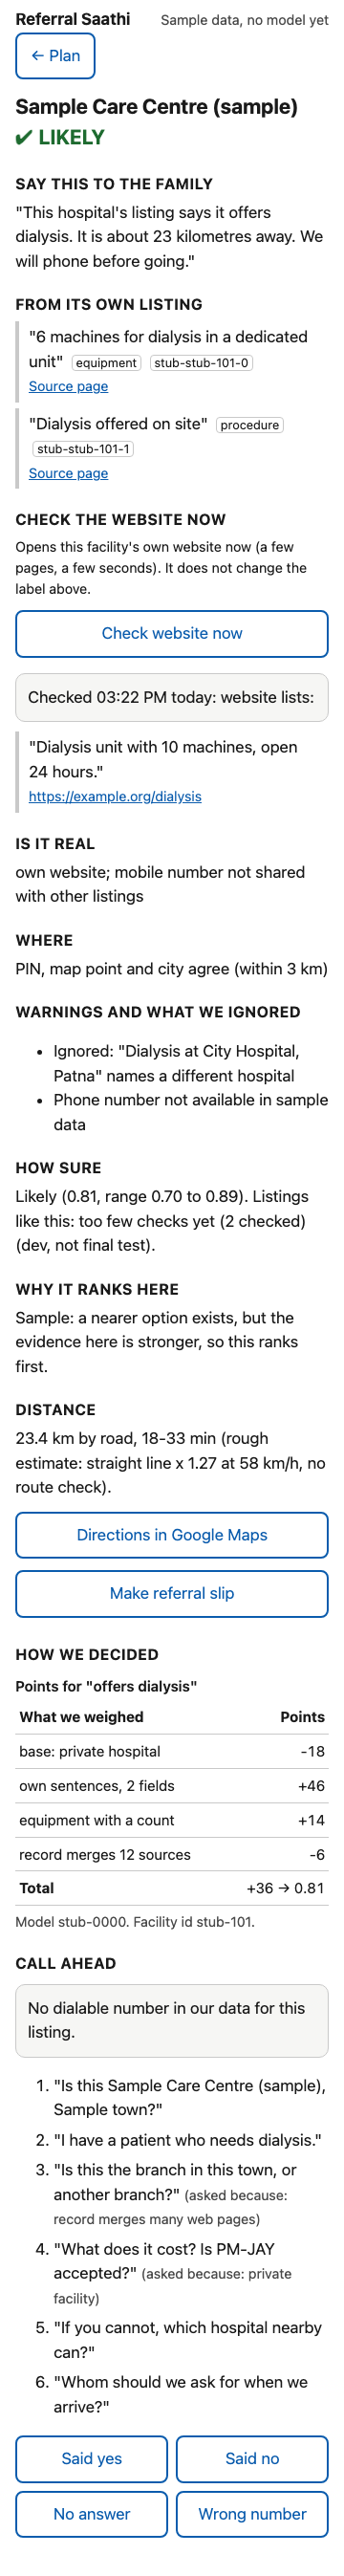 Referral Saathi Sample data, no model yet
← Plan
Sample Care Centre (sample)
✔ LIKELY
SAY THIS TO THE FAMILY
"This hospital's listing says it offers
dialysis. It is about 23 kilometres away. We
will phone before going."
FROM ITS OWN LISTING
"6 machines for dialysis in a dedicated
unit" equipment stub-stub-101-0
Source page
"Dialysis offered on site" procedure
stub-stub-101-1
Source page
CHECK THE WEBSITE NOW
Opens this facility's own website now (a few
pages, a few seconds). It does not change the
label above.
Check website now
Checked 03:22 PM today: website lists:
"Dialysis unit with 10 machines, open
24 hours."
https://example.org/dialysis
IS IT REAL
own website; mobile number not shared
with other listings
WHERE
PIN, map point and city agree (within 3 km)
WARNINGS AND WHAT WE IGNORED
• Ignored: "Dialysis at City Hospital,
Patna" names a different hospital
• Phone number not available in sample
data
HOW SURE
Likely (0.81, range 0.70 to 0.89). Listings
like this: too few checks yet (2 checked)
(dev, not final test).
WHY IT RANKS HERE
Sample: a nearer option exists, but the
evidence here is stronger, so this ranks
first.
DISTANCE
23.4 km by road, 18-33 min (rough
estimate: straight line x 1.27 at 58 km/h, no
route check).
Directions in Google Maps
Make referral slip
HOW WE DECIDED
Points for "offers dialysis"
What we weighed Points
base: private hospital -18
own sentences, 2 fields +46
equipment with a count +14
record merges 12 sources -6
Total +36 → 0.81
Model stub-0000. Facility id stub-101.
CALL AHEAD
No dialable number in our data for this
listing.
1. "Is this Sample Care Centre (sample),
Sample town?"
2. "I have a patient who needs dialysis."
3. "Is this the branch in this town, or
another branch?" (asked because:
record merges many web pages)
4. "What does it cost? Is PM-JAY
accepted?" (asked because: private
facility)
5. "If you cannot, which hospital nearby
can?"
6. "Whom should we ask for when we
arrive?"
Said yes Said no
No answer Wrong number